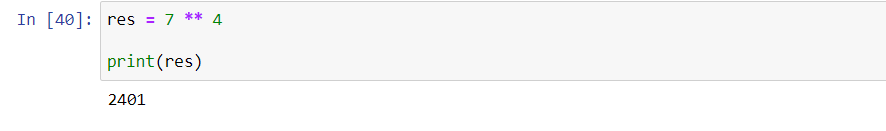 In [40]: res = 7 ** 4
print(res)
2401